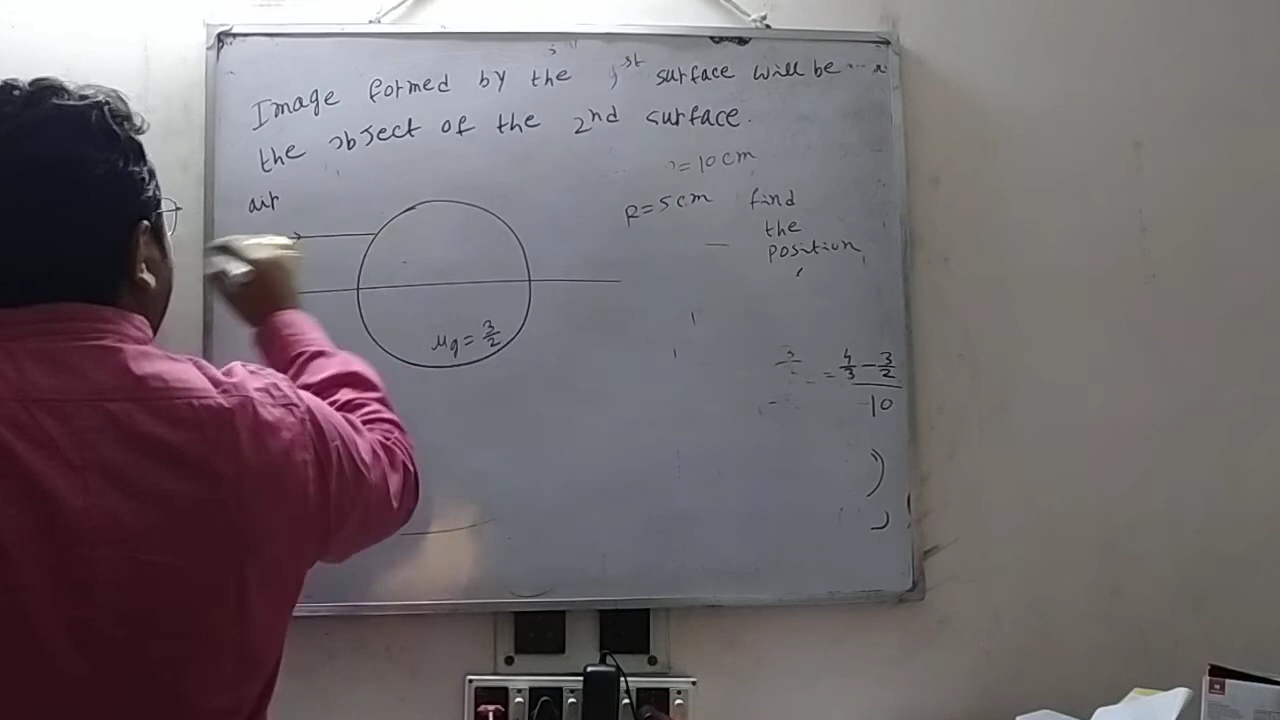 Image formed by the 1st surface will be
the object of the 2nd surface.
= 10 cm
air
R = 5 cm find
the
position
μg = 3/2
= 4/3 - 3/2
10